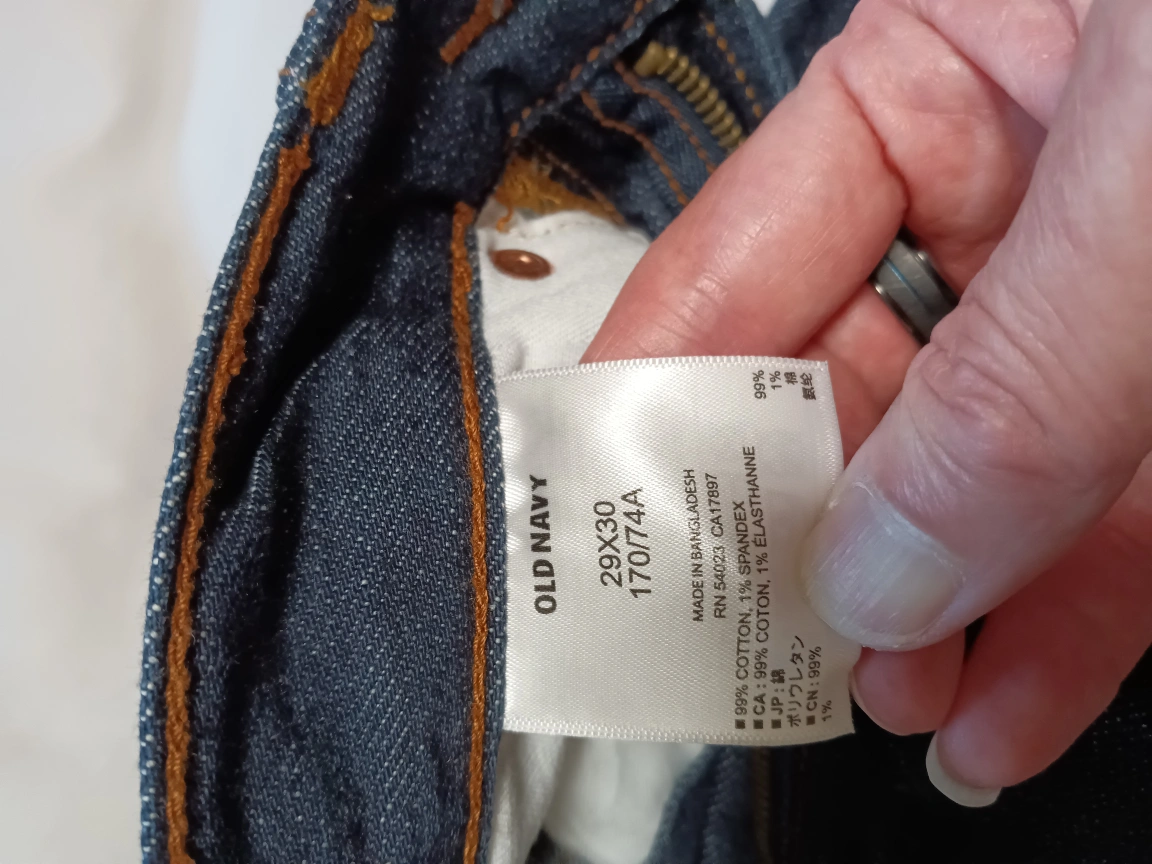 OLD NAVY
29X30
170/74A
MADE IN BANGLADESH
RN 54023 CA17897
■ 99% COTTON, 1% SPANDEX
■ CA : 99% COTON, 1% ÉLASTHANNE
■ JP : 綿 99%
ポリウレタン 1%
■ CN : 99% 棉
1% 氨纶